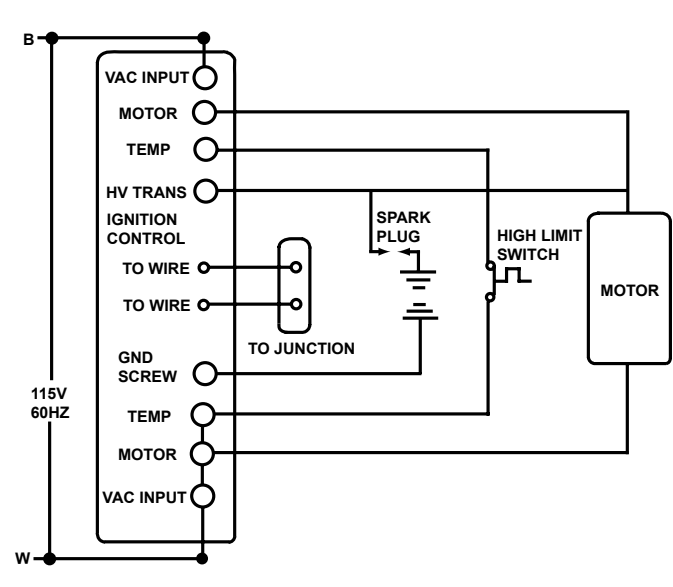 B
VAC INPUT
MOTOR
TEMP
HV TRANS
IGNITION
CONTROL
SPARK
PLUG
HIGH LIMIT
SWITCH
TO WIRE
MOTOR
TO WIRE
TO JUNCTION
GND
SCREW
115V
60HZ
TEMP
MOTOR
VAC INPUT
W